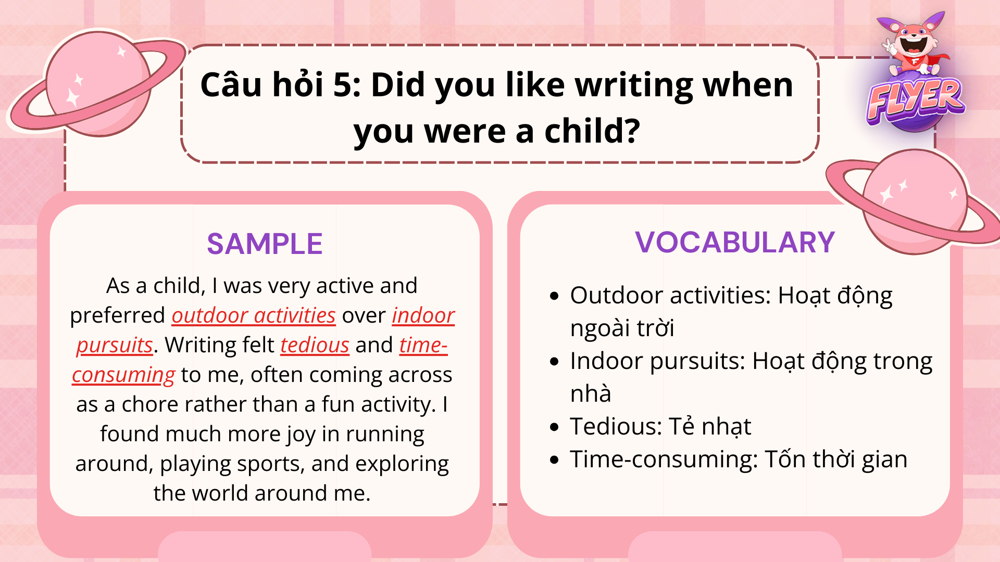 Câu hỏi 5: Did you like writing when
you were a child?
FLYER
SAMPLE
As a child, I was very active and
preferred outdoor activities over indoor
pursuits. Writing felt tedious and time-
consuming to me, often coming across
as a chore rather than a fun activity. I
found much more joy in running
around, playing sports, and exploring
the world around me.
VOCABULARY
• Outdoor activities: Hoạt động
ngoài trời
• Indoor pursuits: Hoạt động trong
nhà
• Tedious: Tẻ nhạt
• Time-consuming: Tốn thời gian